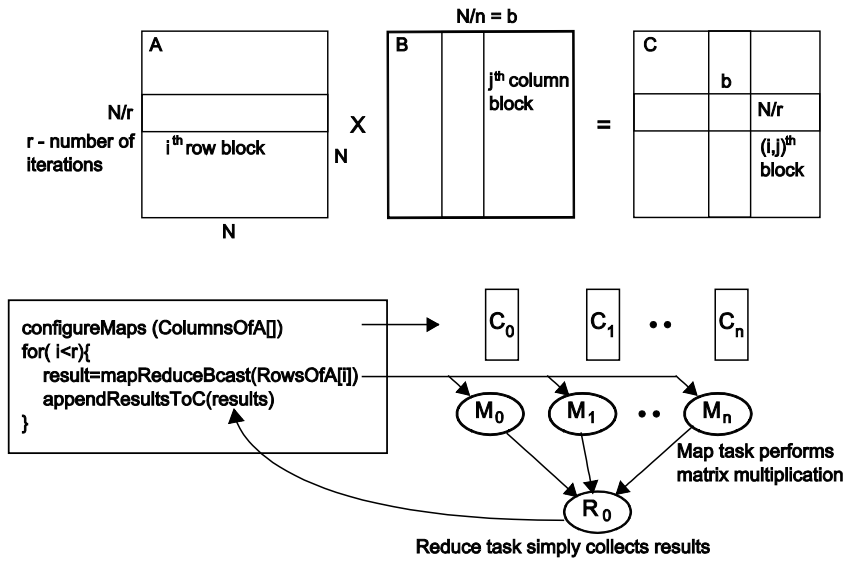 N/n = b
A
B
C
j th column
block
b
N/r
N/r
r - number of
iterations
i th row block
X
=
N
(i,j)th
block
N
configureMaps (ColumnsOfA[])
for( i<r){
result=mapReduceBcast(RowsOfA[i])
appendResultsToC(results)
}
C0
C1
• •
Cn
M0
M1
• •
Mn
Map task performs
matrix multiplication
R0
Reduce task simply collects results